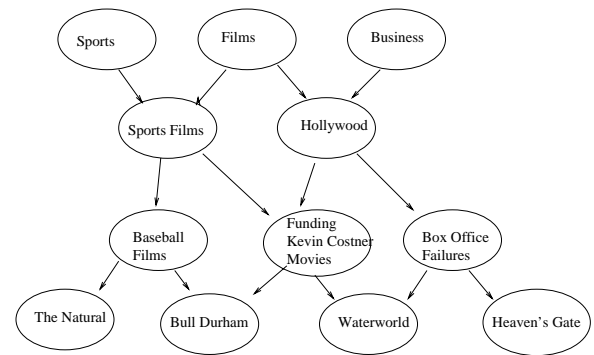 Sports
Films
Business
Sports Films
Hollywood
Baseball
Films
Funding
Kevin Costner
Movies
Box Office
Failures
The Natural
Bull Durham
Waterworld
Heaven's Gate